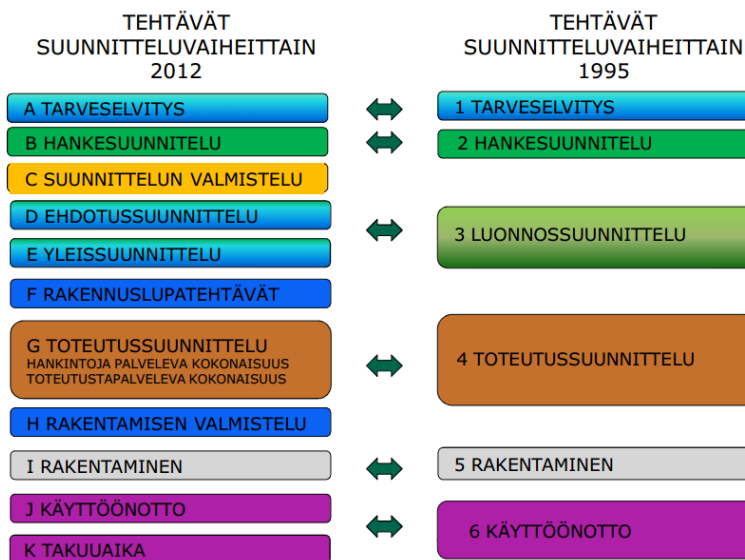 TEHTÄVÄT
SUUNNITTELUVAIHEITTAIN
2012
A TARVESELVITYS
B HANKESUUNNITELU
C SUUNNITTELUN VALMISTELU
D EHDOTUSSUUNNITTELU
E YLEISSUUNNITTELU
F RAKENNUSLUPATEHTÄVÄT
G TOTEUTUSSUUNNITTELU
HANKINTOJA PALVELEVA KOKONAISUUS
TOTEUTUSTAPALVELEVA KOKONAISUUS
H RAKENTAMISEN VALMISTELU
I RAKENTAMINEN
J KÄYTTÖÖNOTTO
K TAKUUAIKA
TEHTÄVÄT
SUUNNITTELUVAIHEITTAIN
1995
1 TARVESELVITYS
2 HANKESUUNNITELU
3 LUONNOSSUUNNITTELU
4 TOTEUTUSSUUNNITTELU
5 RAKENTAMINEN
6 KÄYTTÖÖNOTTO